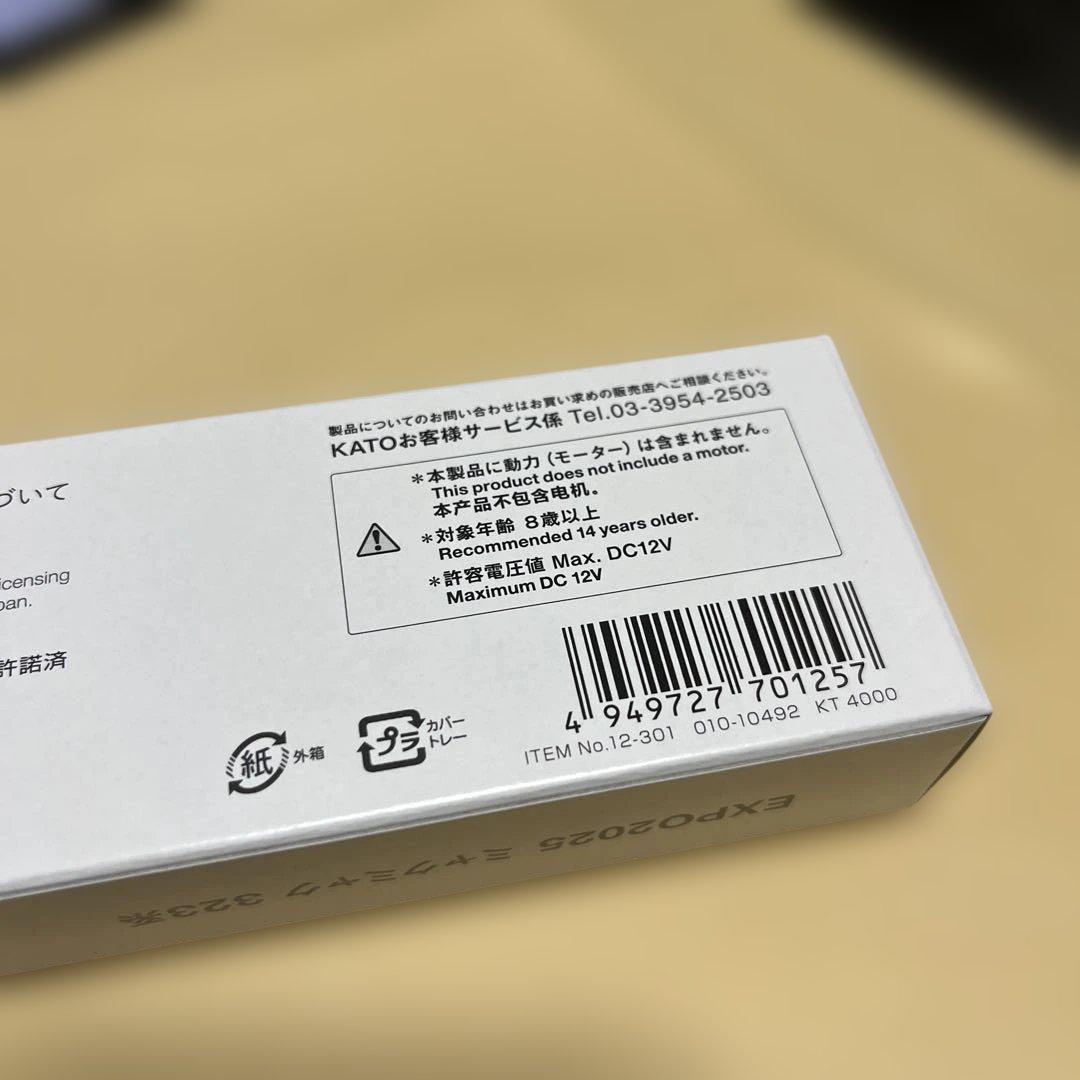 製品についてのお問い合わせはお買い求めの販売店へご相談ください。
KATOお客様サービス係 Tel.03-3954-2503
づいて
icensing
pan.
許諾済
*本製品に動力(モーター)は含まれません。
This product does not include a motor.
本产品不包含电机。
*対象年齢 8歳以上
Recommended 14 years older.
*許容電圧値 Max. DC12V
Maximum DC 12V
4 949727 701257
ITEM No.12-301 010-10492 KT 4000
紙 外箱
プラ カバー
トレー
EXPO2025 ミャクミャク 323系